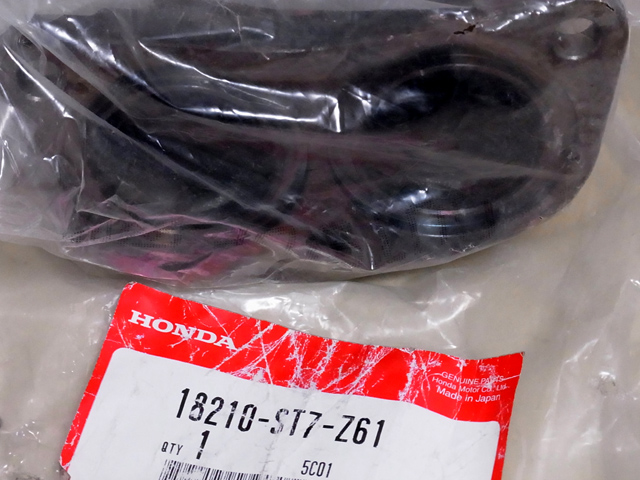 HONDA
GENUINE PARTS
Honda Motor Co., Ltd.
Made in Japan
18210-ST7-Z61
QTY 1
5C01